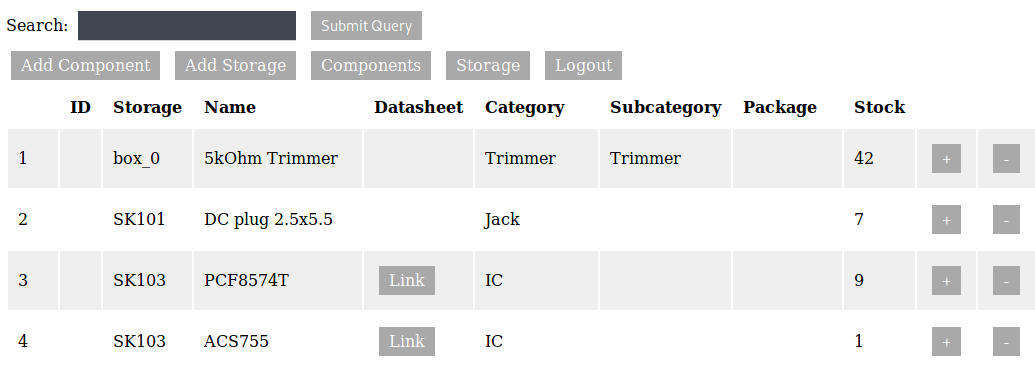 Search: Submit Query
Add Component Add Storage Components Storage Logout
ID Storage Name Datasheet Category Subcategory Package Stock
1 box_0 5kOhm Trimmer Trimmer Trimmer 42 + -
2 SK101 DC plug 2.5x5.5 Jack 7 + -
3 SK103 PCF8574T Link IC 9 + -
4 SK103 ACS755 Link IC 1 + -